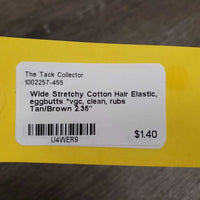 The Tack Collector
1002257-455
Wide Stretchy Cotton Hair Elastic,
eggbutts *vgc, clean, rubs
Tan/Brown 2.35"
$1.40
U4WER9